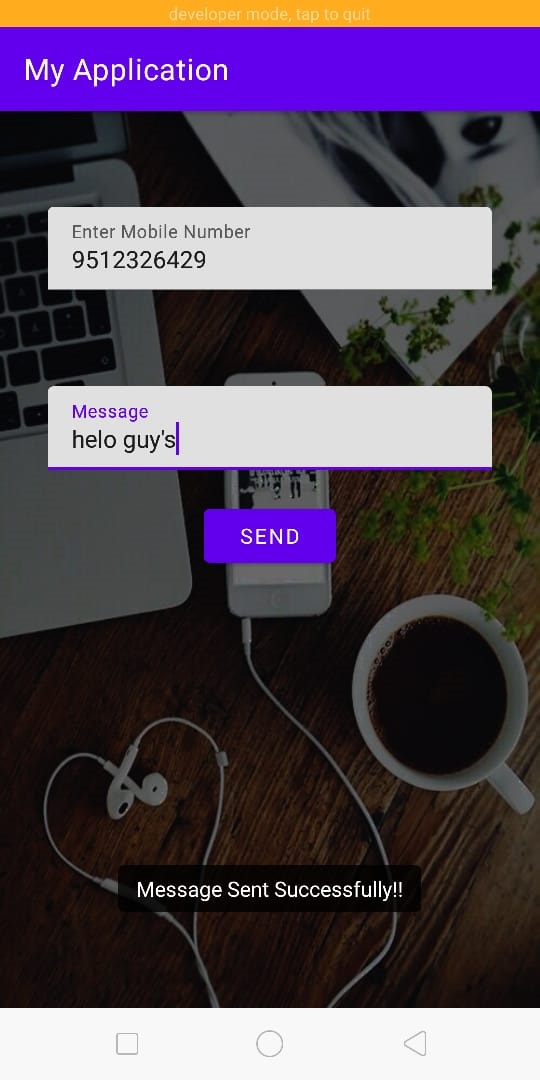 developer mode, tap to quit
My Application
Enter Mobile Number
9512326429
Message
helo guy's
SEND
Message Sent Successfully!!